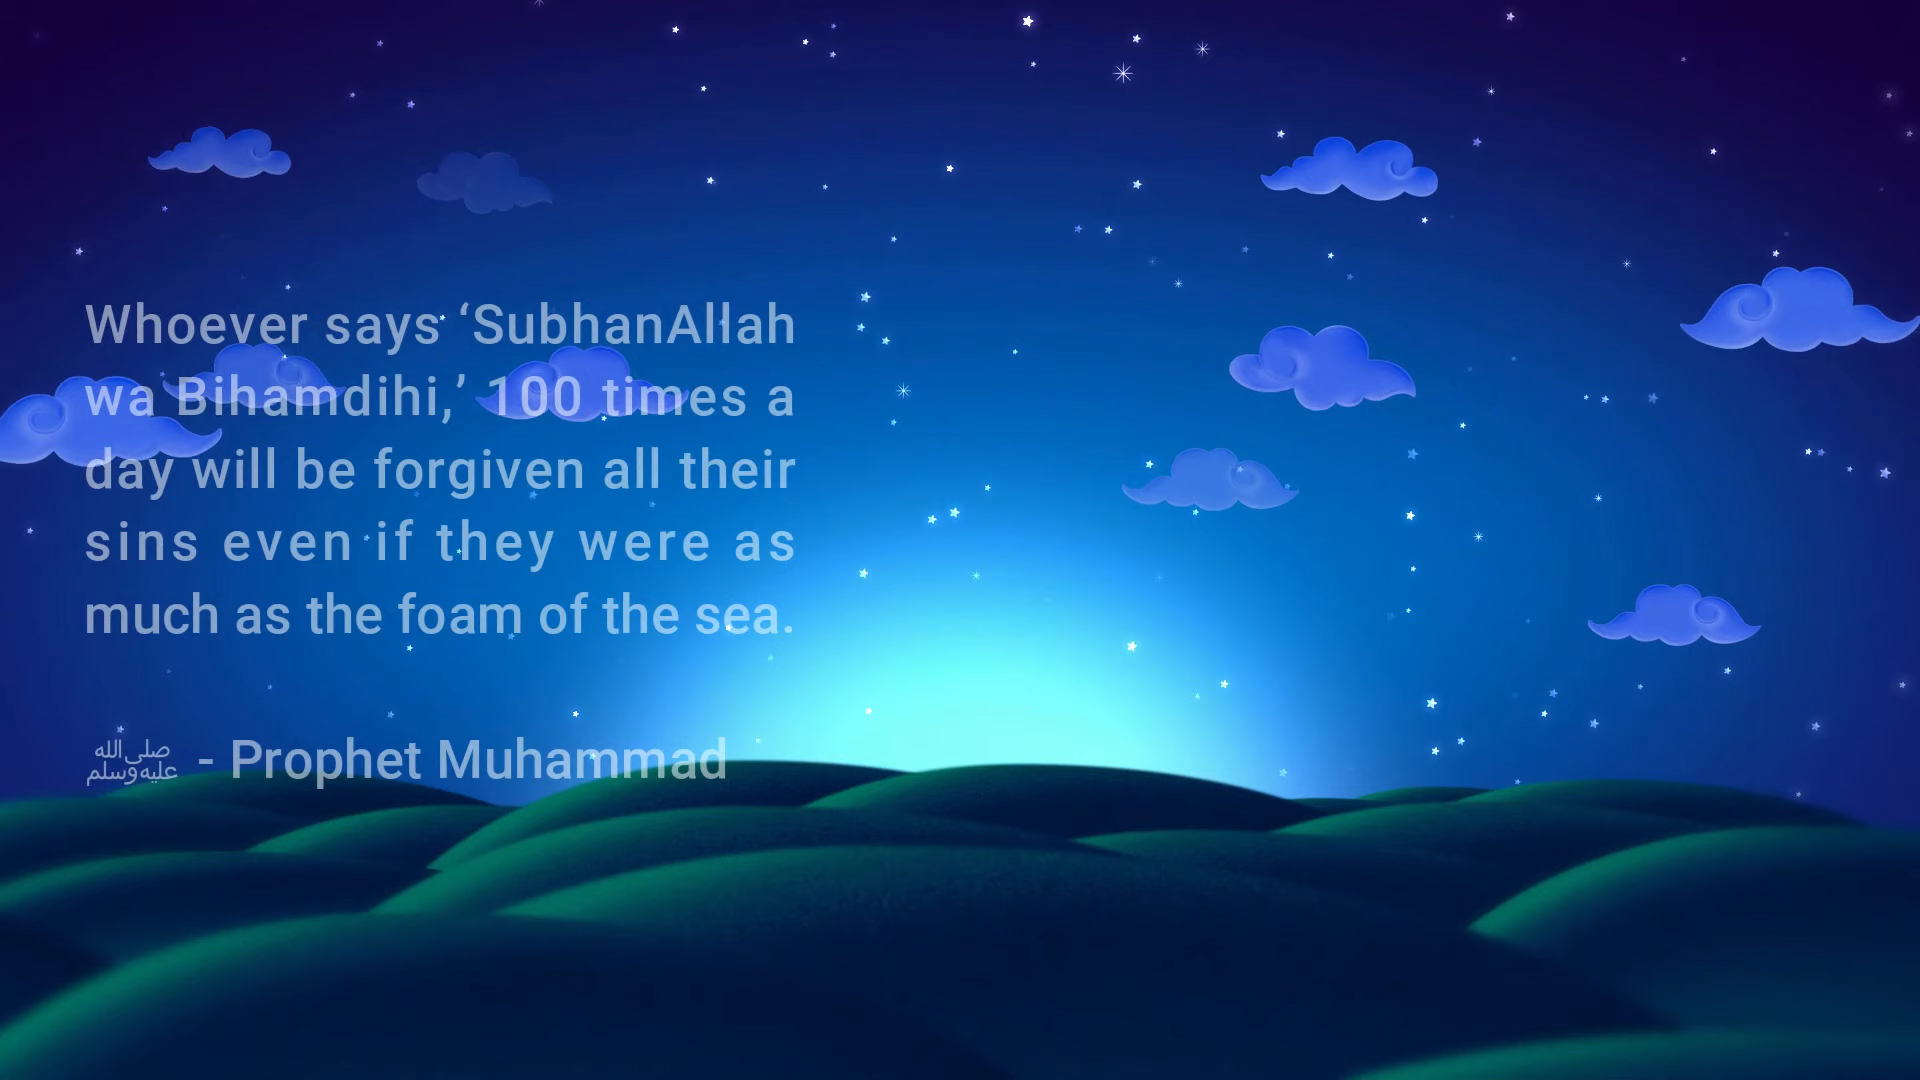 Whoever says ‘SubhanAllah
wa Bihamdihi,’ 100 times a
day will be forgiven all their
sins even if they were as
much as the foam of the sea.
ﷺ - Prophet Muhammad